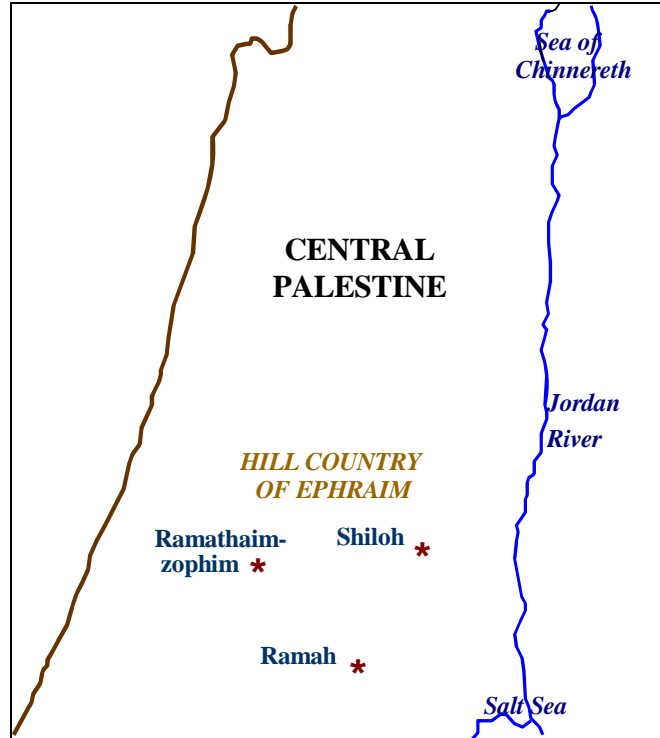 Sea of
Chinnereth
CENTRAL
PALESTINE
Jordan
River
HILL COUNTRY
OF EPHRAIM
Ramathaim-
zophim *
Shiloh *
Ramah *
Salt Sea